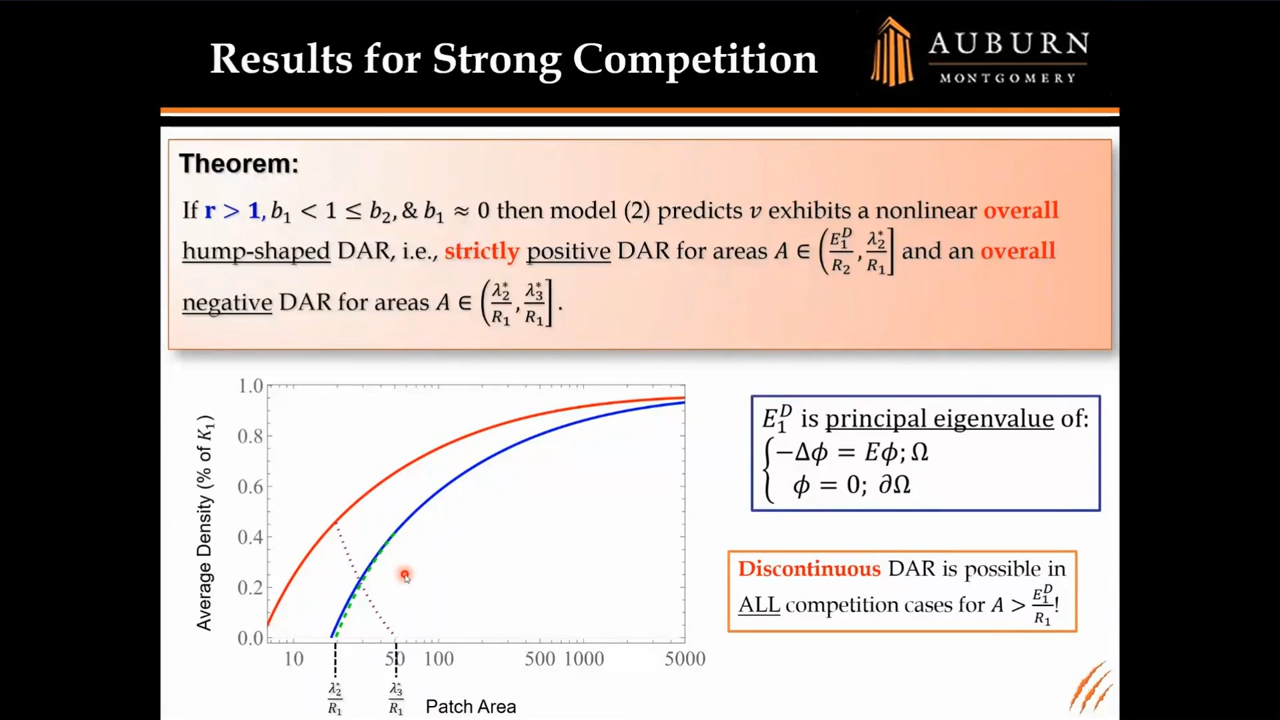 Results for Strong Competition
AUBURN
MONTGOMERY
Theorem:
If r > 1, b₁ < 1 ≤ b₂, & b₁ ≈ 0 then model (2) predicts v exhibits a nonlinear overall
hump-shaped DAR, i.e., strictly positive DAR for areas A ∈ (E₁ᴰ/R₂, λ₂*/R₁] and an overall
negative DAR for areas A ∈ (λ₂*/R₁, λ₃*/R₁].
Average Density (% of K₁)
1.0
0.8
0.6
0.4
0.2
0.0
10 50 100 500 1000 5000
λ₂*/R₁ λ₃*/R₁
Patch Area
E₁ᴰ is principal eigenvalue of:
{−Δϕ = Eϕ; Ω
ϕ = 0; ∂Ω
Discontinuous DAR is possible in
ALL competition cases for A > E₁ᴰ/R₁!